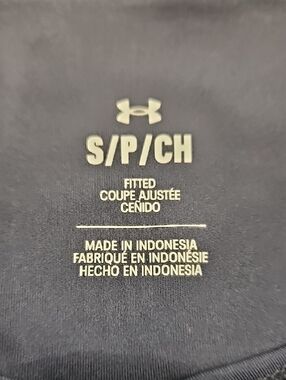 S/P/CH
FITTED
COUPE AJUSTÉE
CEÑIDO
MADE IN INDONESIA
FABRIQUÉ EN INDONÉSIE
HECHO EN INDONESIA